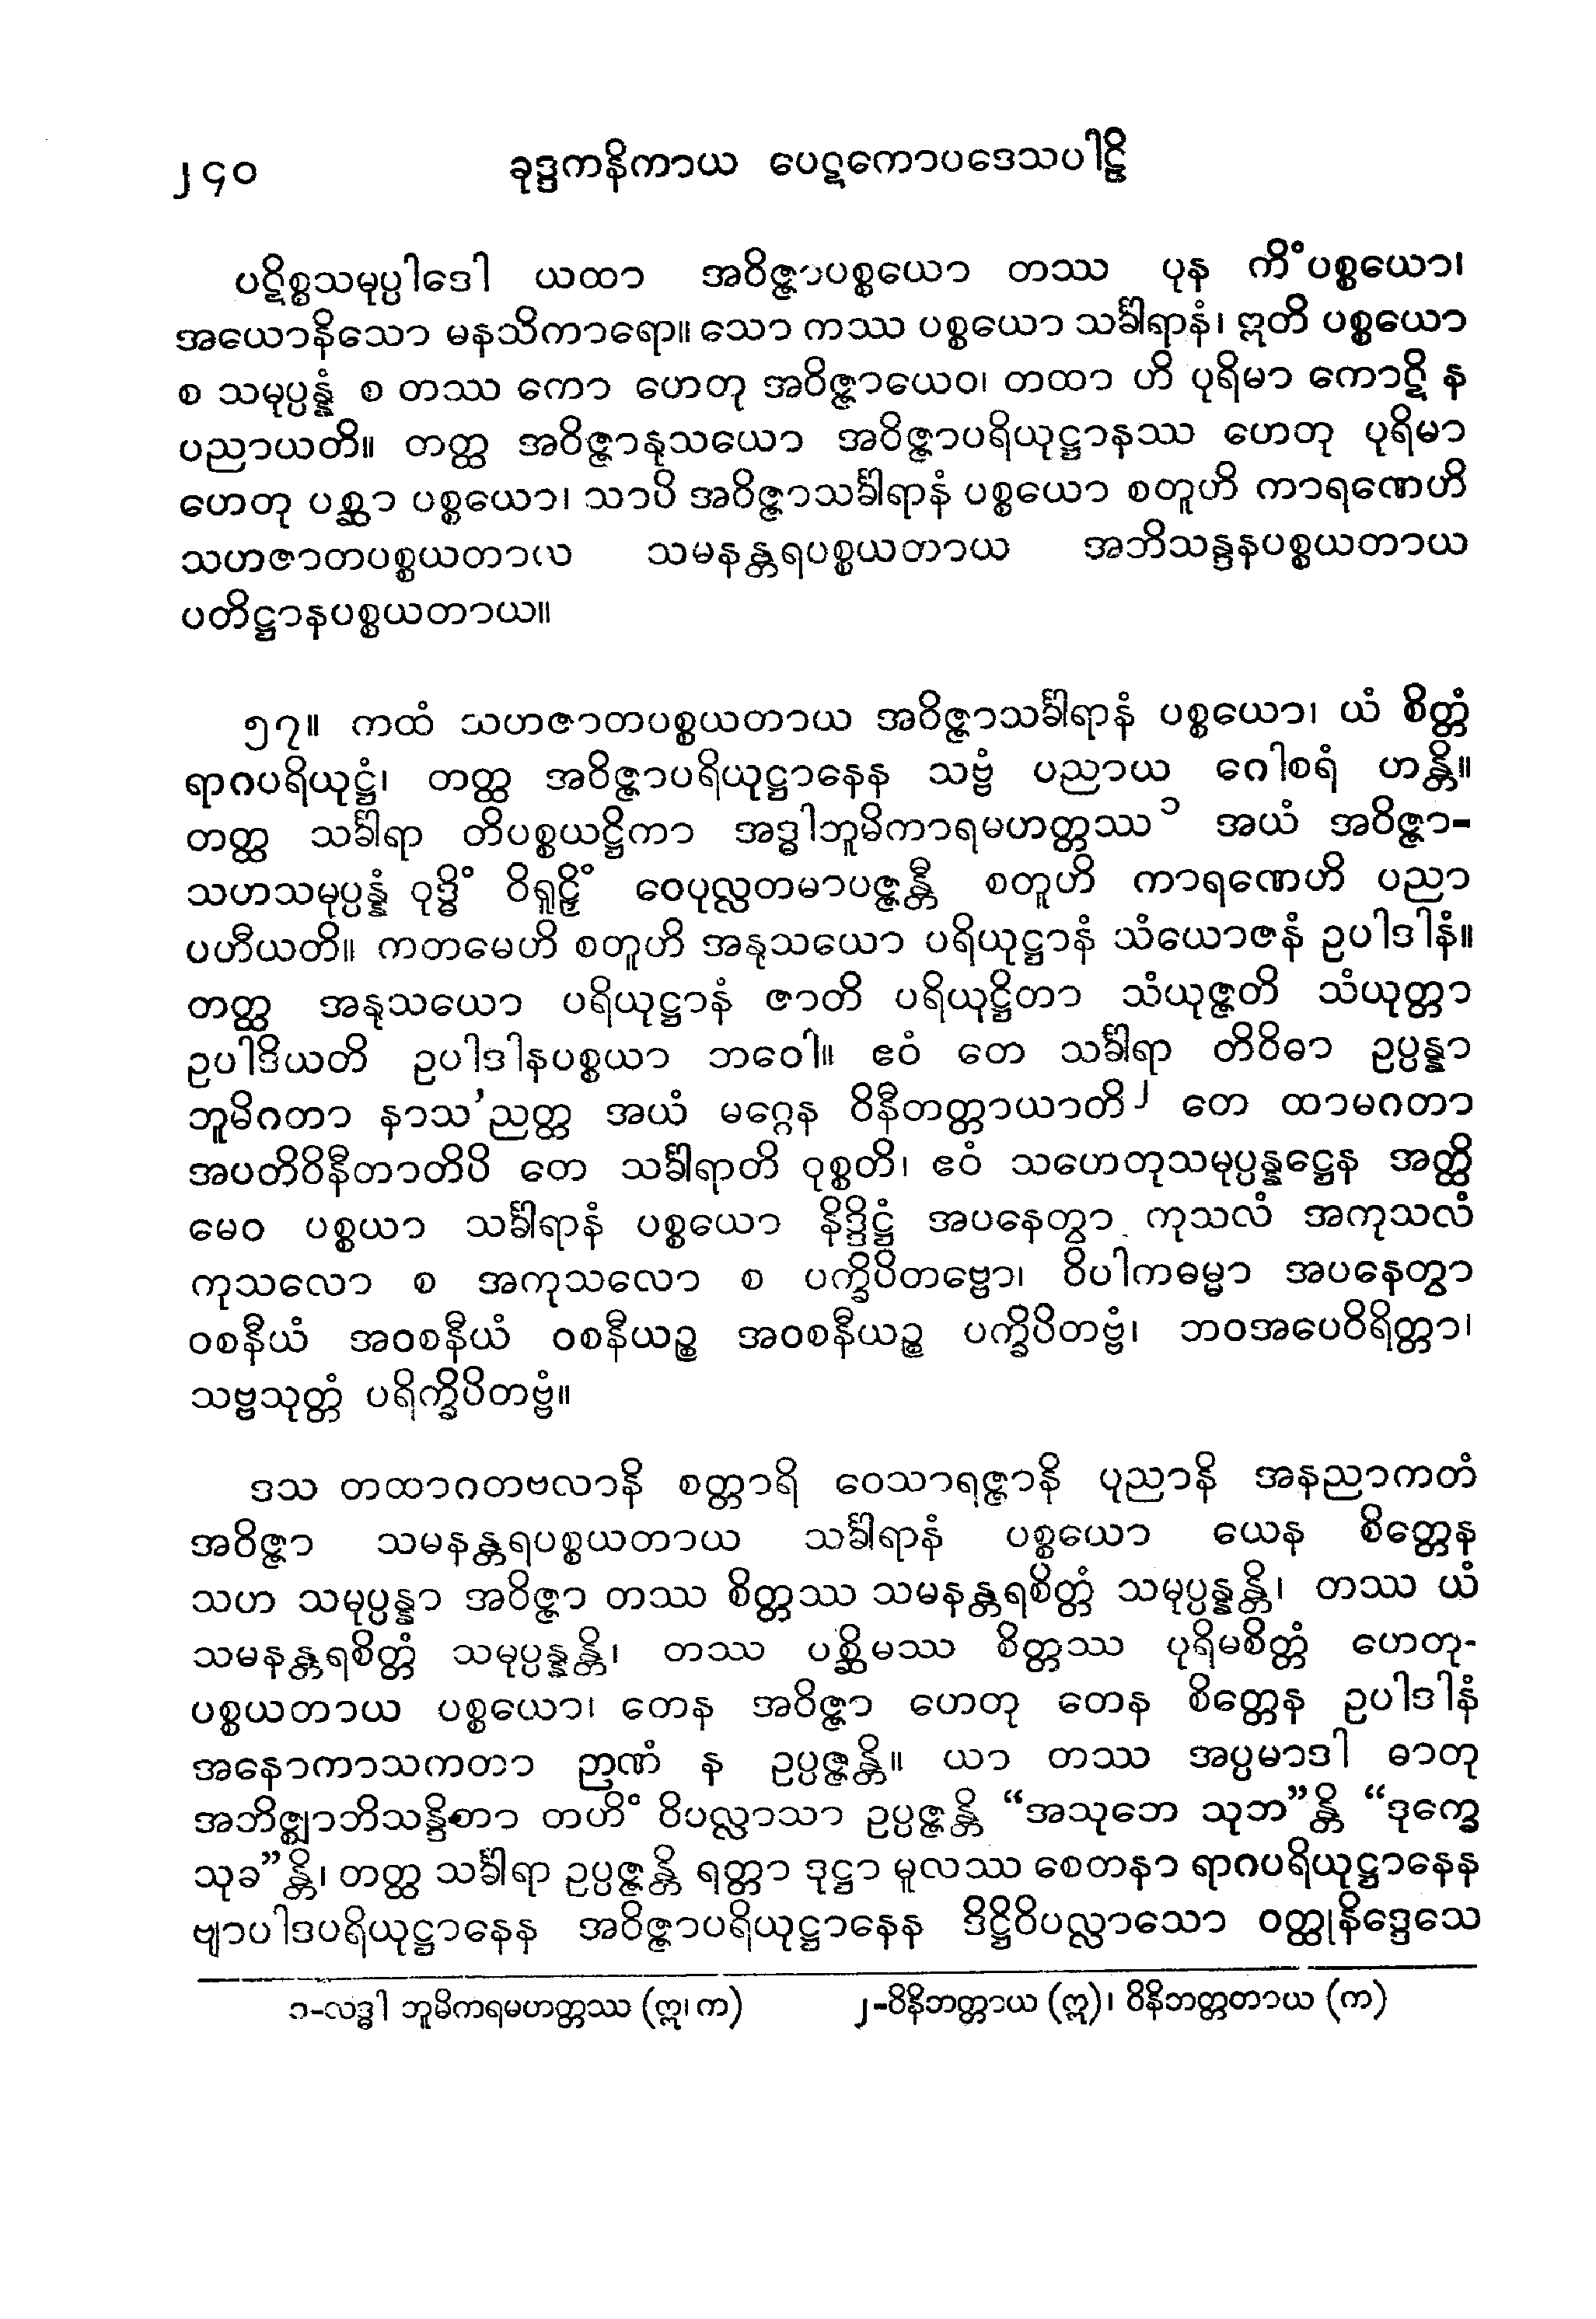 ၂၄၀ ခုဒ္ဒကနိကာယ ပေဋကောပဒေသပါဠိ
ပဋိစ္စသမုပ္ပါဒေါ ယထာ အဝိဇ္ဇာပစ္စယော တဿ ပုန ကိံပစ္စယော၊
အယောနိသော မနသိကာရော။ သော ကဿ ပစ္စယော သင်္ခါရာနံ၊ ဣတိ ပစ္စယော
စ သမုပ္ပန္နံ စ တဿ ကော ဟေတု အဝိဇ္ဇာယေဝ၊ တထာ ဟိ ပုရိမာ ကောဋိ န
ပညာယတိ။ တတ္ထ အဝိဇ္ဇာနုသယော အဝိဇ္ဇာပရိယုဋ္ဌာနဿ ဟေတု ပုရိမာ
ဟေတု ပစ္ဆာ ပစ္စယော၊ သာပိ အဝိဇ္ဇာသင်္ခါရာနံ ပစ္စယော စတူဟိ ကာရဏေဟိ
သဟဇာတပစ္စယတာယ သမနန္တရပစ္စယတာယ အဘိသန္ဒနပစ္စယတာယ
ပတိဋ္ဌာနပစ္စယတာယ။
၅၇။ ကထံ သဟဇာတပစ္စယတာယ အဝိဇ္ဇာသင်္ခါရာနံ ပစ္စယော၊ ယံ စိတ္တံ
ရာဂပရိယုဋ္ဌံ၊ တတ္ထ အဝိဇ္ဇာပရိယုဋ္ဌာနေန သဗ္ဗံ ပညာယ ဂေါစရံ ဟန္တိ။
တတ္ထ သင်္ခါရာ တိပစ္စယဋ္ဌိကာ အဒ္ဓါဘူမိကာရမဟတ္တဿ ၁ အယံ အဝိဇ္ဇာ-
သဟသမုပ္ပန္နံ ဝုဒ္ဓိံ ဝိရူဠှိံ ဝေပုလ္လတမာပဇ္ဇန္တီ စတူဟိ ကာရဏေဟိ ပညာ
ပဟီယတိ။ ကတမေဟိ စတူဟိ အနုသယော ပရိယုဋ္ဌာနံ သံယောဇနံ ဥပါဒါနံ။
တတ္ထ အနုသယော ပရိယုဋ္ဌာနံ ဇာတိ ပရိယုဋ္ဌိတာ သံယုဇ္ဇတိ သံယုတ္တာ
ဥပါဒိယတိ ဥပါဒါနပစ္စယာ ဘဝေါ။ ဧဝံ တေ သင်္ခါရာ တိဝိဓာ ဥပ္ပန္နာ
ဘူမိဂတာ နာသ’ညတ္ထ အယံ မဂ္ဂေန ဝိနီတတ္တာယာတိ ၂ တေ ထာမဂတာ
အပတိဝိနီတာတိပိ တေ သင်္ခါရာတိ ဝုစ္စတိ၊ ဧဝံ သဟေတုသမုပ္ပန္နဋ္ဌေန အတ္ထိ
မေဝ ပစ္စယာ သင်္ခါရာနံ ပစ္စယော နိဒ္ဒိဋ္ဌံ အပနေတွာ ကုသလံ အကုသလံ
ကုသလော စ အကုသလော စ ပက္ခိပိတဗ္ဗော၊ ဝိပါကဓမ္မာ အပနေတွာ
ဝစနီယံ အဝစနီယံ ဝစနီယဉ္စ အဝစနီယဉ္စ ပက္ခိပိတဗ္ဗံ၊ ဘဝအပေဝိရိတ္တာ၊
သဗ္ဗသုတ္တံ ပရိက္ခိပိတဗ္ဗံ။
ဒသ တထာဂတဗလာနိ စတ္တာရိ ဝေသာရဇ္ဇာနိ ပုညာနိ အနညာကတံ
အဝိဇ္ဇာ သမနန္တရပစ္စယတာယ သင်္ခါရာနံ ပစ္စယော ယေန စိတ္တေန
သဟ သမုပ္ပန္နာ အဝိဇ္ဇာ တဿ စိတ္တဿ သမနန္တရစိတ္တံ သမုပ္ပန္နန္တိ၊ တဿ ယံ
သမနန္တရစိတ္တံ သမုပ္ပန္နန္တိ၊ တဿ ပစ္ဆိမဿ စိတ္တဿ ပုရိမစိတ္တံ ဟေတု-
ပစ္စယတာယ ပစ္စယော၊ တေန အဝိဇ္ဇာ ဟေတု တေန စိတ္တေန ဥပါဒါနံ
အနောကာသကတာ ဉာဏံ န ဥပ္ပဇ္ဇန္တိ။ ယာ တဿ အပ္ပမာဒါ ဓာတု
အဘိဇ္ဈာဘိသန္ဒိတာ တဟိံ ဝိပလ္လာသာ ဥပ္ပဇ္ဇန္တိ “အသုဘေ သုဘ”န္တိ “ဒုက္ခေ
သုခ”န္တိ၊ တတ္ထ သင်္ခါရာ ဥပ္ပဇ္ဇန္တိ ရတ္တာ ဒုဋ္ဌာ မူလဿ စေတနာ ရာဂပရိယုဋ္ဌာနေန
ဗျာပါဒပရိယုဋ္ဌာနေန အဝိဇ္ဇာပရိယုဋ္ဌာနေန ဒိဋ္ဌိဝိပလ္လာသော ဝတ္ထုနိဒ္ဒေသေ
၁-လဒ္ဓါ ဘူမိကရမဟတ္တဿ (ဣ၊ က) ၂-ဝိနိဘတ္တာယ (ဣ)၊ ဝိနိဘတ္တတာယ (က)